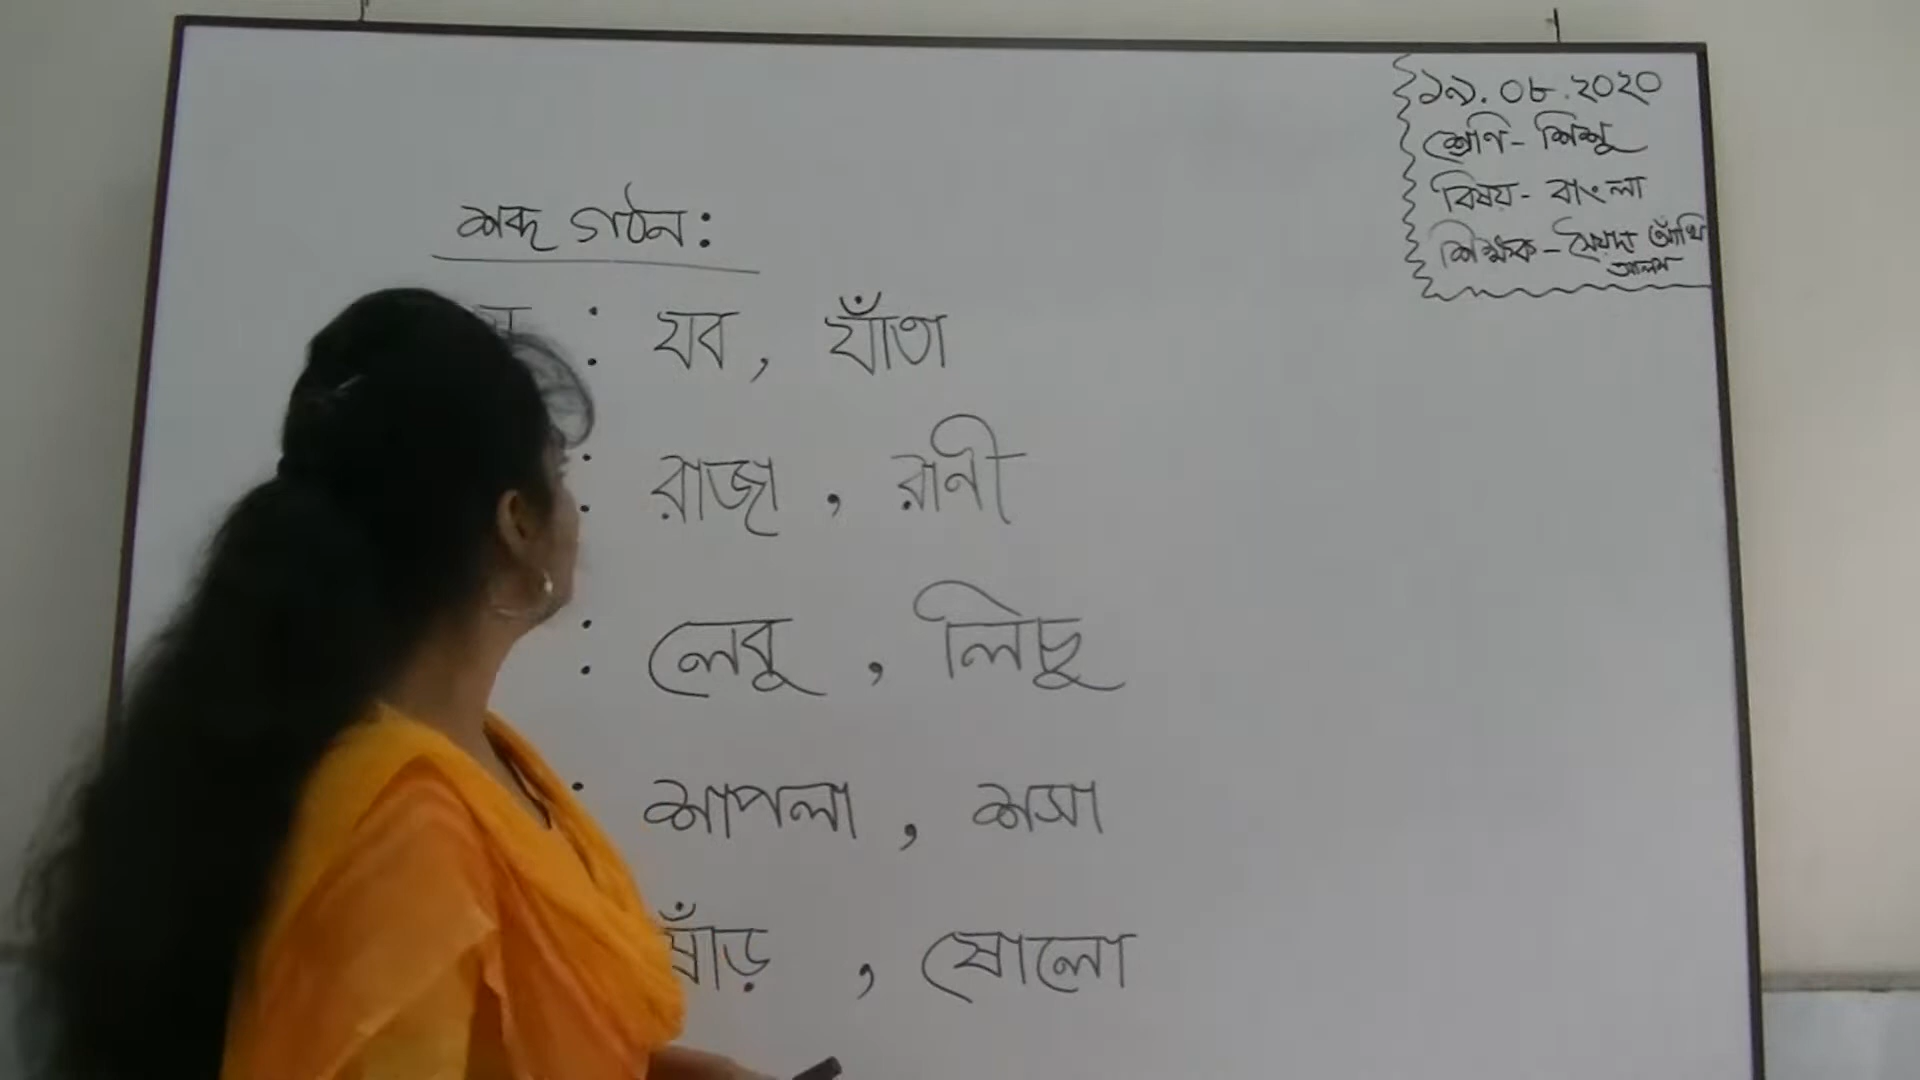 ১৯.০৮.২০২০
শ্রেণি- শিশু
বিষয়- বাংলা
শিক্ষক- সৈয়দা আঁখি
আলম
শব্দ গঠন:
: যব, যাঁতা
: রাজা, রানী
: লেবু, লিচু
: শাপলা, শসা
ষাঁড়, ষোলো